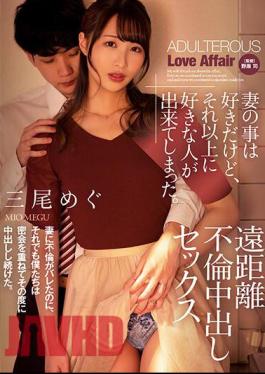 ADULTEROUS
Love Affair
妻の事は
好きだけど、
それ以上に
好きな人が
出来てしまった。
遠距離
不倫中出し
セックス
三尾めぐ
MIO MEGU
妻に不倫がバレたのに、
それでも僕たちは
密会を重ねてその度に
中出しし続けた。
JAVHD